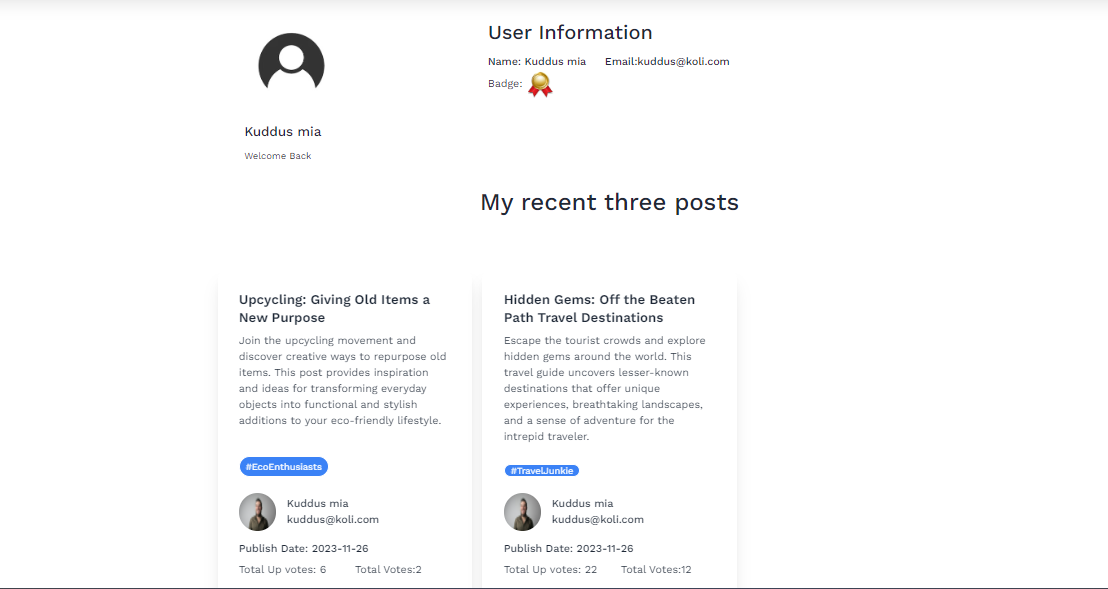 User Information
Name: Kuddus mia Email:kuddus@koli.com
Badge:
Kuddus mia
Welcome Back
My recent three posts
Upcycling: Giving Old Items a
New Purpose
Join the upcycling movement and
discover creative ways to repurpose old
items. This post provides inspiration
and ideas for transforming everyday
objects into functional and stylish
additions to your eco-friendly lifestyle.
#EcoEnthusiasts
Kuddus mia
kuddus@koli.com
Publish Date: 2023-11-26
Total Up votes: 6 Total Votes:2
Hidden Gems: Off the Beaten
Path Travel Destinations
Escape the tourist crowds and explore
hidden gems around the world. This
travel guide uncovers lesser-known
destinations that offer unique
experiences, breathtaking landscapes,
and a sense of adventure for the
intrepid traveler.
#TravelJunkie
Kuddus mia
kuddus@koli.com
Publish Date: 2023-11-26
Total Up votes: 22 Total Votes:12